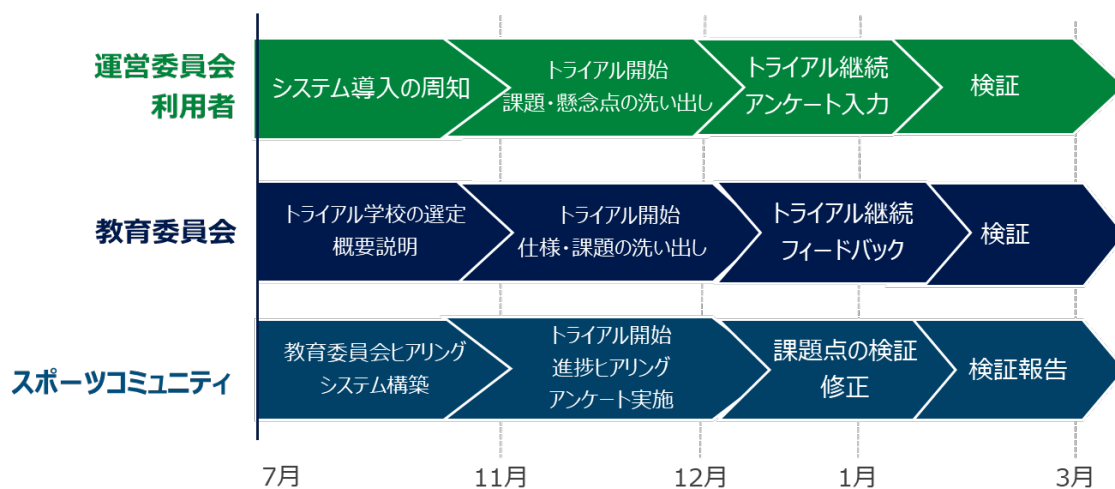 運営委員会
利用者
システム導入の周知
トライアル開始
課題・懸念点の洗い出し
トライアル継続
アンケート入力
検証
教育委員会
トライアル学校の選定
概要説明
トライアル開始
仕様・課題の洗い出し
トライアル継続
フィードバック
検証
スポーツコミュニティ
教育委員会ヒアリング
システム構築
トライアル開始
進捗ヒアリング
アンケート実施
課題点の検証
修正
検証報告
7月
11月
12月
1月
3月